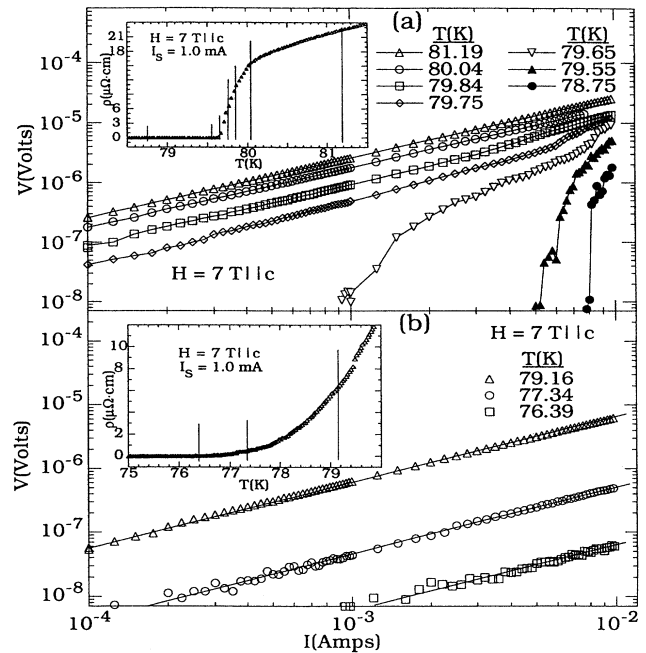 (a)
T(K) T(K)
81.19 79.65
80.04 79.55
79.84 78.75
79.75
H = 7 T||c
I_S = 1.0 mA
ρ(μΩ·cm)
24
18
12
6
3
0
79 80 81
T(K)
V(Volts)
10^-4
10^-5
10^-6
10^-7
10^-8
H = 7 T||c
(b)
H = 7 T||c
T(K)
79.16
77.34
76.39
H = 7 T||c
I_S = 1.0 mA
ρ(μΩ·cm)
10
8
6
4
2
0
75 76 77 78 79
T(K)
V(Volts)
10^-4
10^-5
10^-6
10^-7
10^-8
10^-4 10^-3 10^-2
I(Amps)